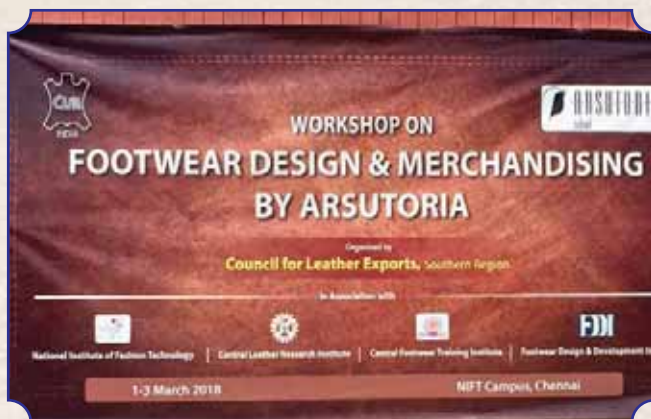 INDIA
ARSUTORIA
WORKSHOP ON
FOOTWEAR DESIGN & MERCHANDISING
BY ARSUTORIA
Organised by
Council for Leather Exports, Southern Region
In Association with
National Institute of Fashion Technology | Central Leather Research Institute | Central Footwear Training Institute | Footwear Design & Development
FDDI
1-3 March 2018
NIFT Campus, Chennai